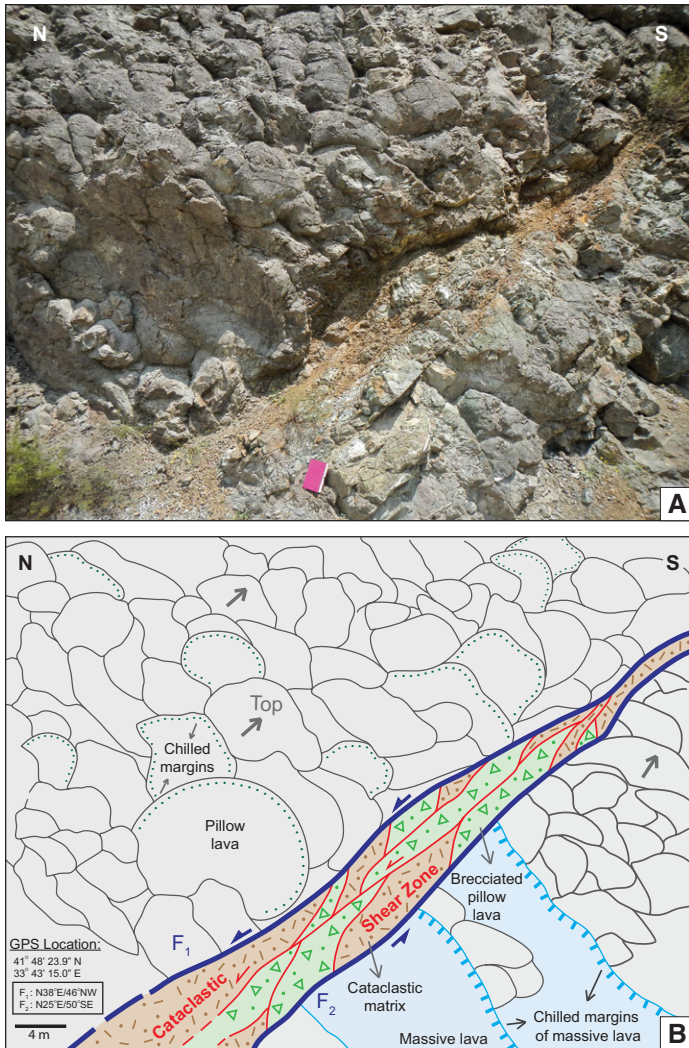 N
S
A
N
S
Top
Chilled
margins
Pillow
lava
Brecciated
pillow
lava
Shear Zone
GPS Location:
41° 48' 23.9" N
33° 43' 15.0" E
F1
F1 : N38°E/46°NW
F2 : N25°E/50°SE
4 m
Cataclastic
F2
Cataclastic
matrix
Massive lava
Chilled margins
of massive lava
B